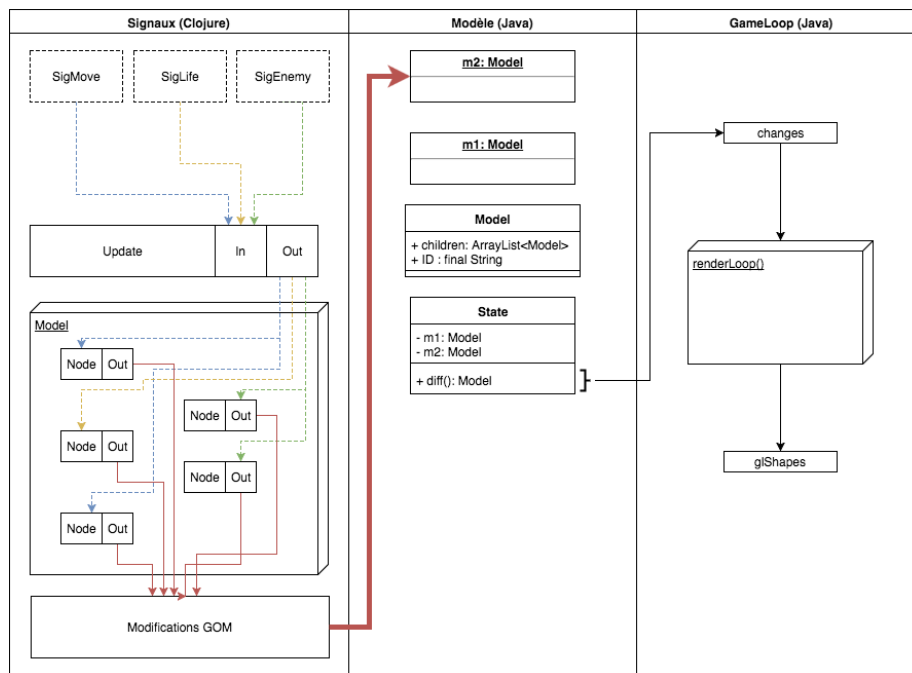 Signaux (Clojure)
Modèle (Java)
GameLoop (Java)
SigMove
SigLife
SigEnemy
Update
In
Out
Model
Node
Out
Node
Out
Node
Out
Node
Out
Node
Out
Modifications GOM
m2: Model
m1: Model
Model
+ children: ArrayList<Model>
+ ID : final String
State
- m1: Model
- m2: Model
+ diff(): Model
changes
renderLoop()
glShapes